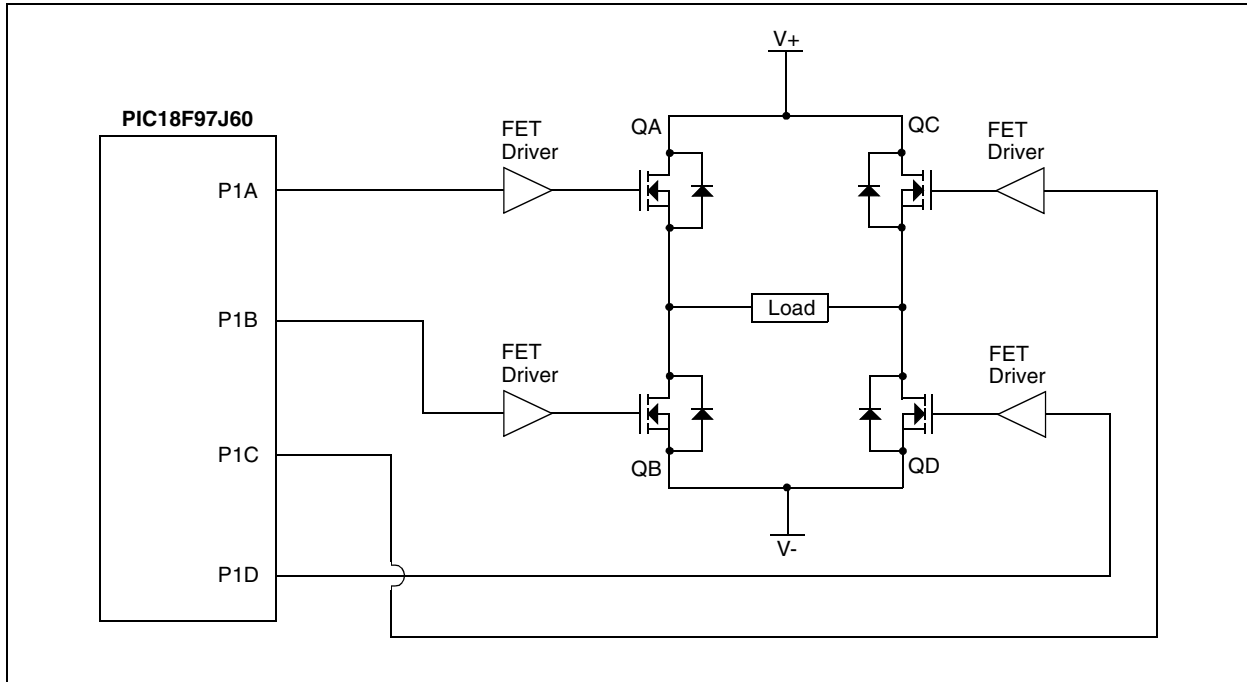 V+
PIC18F97J60
FET
Driver
QA
QC
FET
Driver
P1A
P1B
Load
FET
Driver
FET
Driver
P1C
QB
QD
V-
P1D